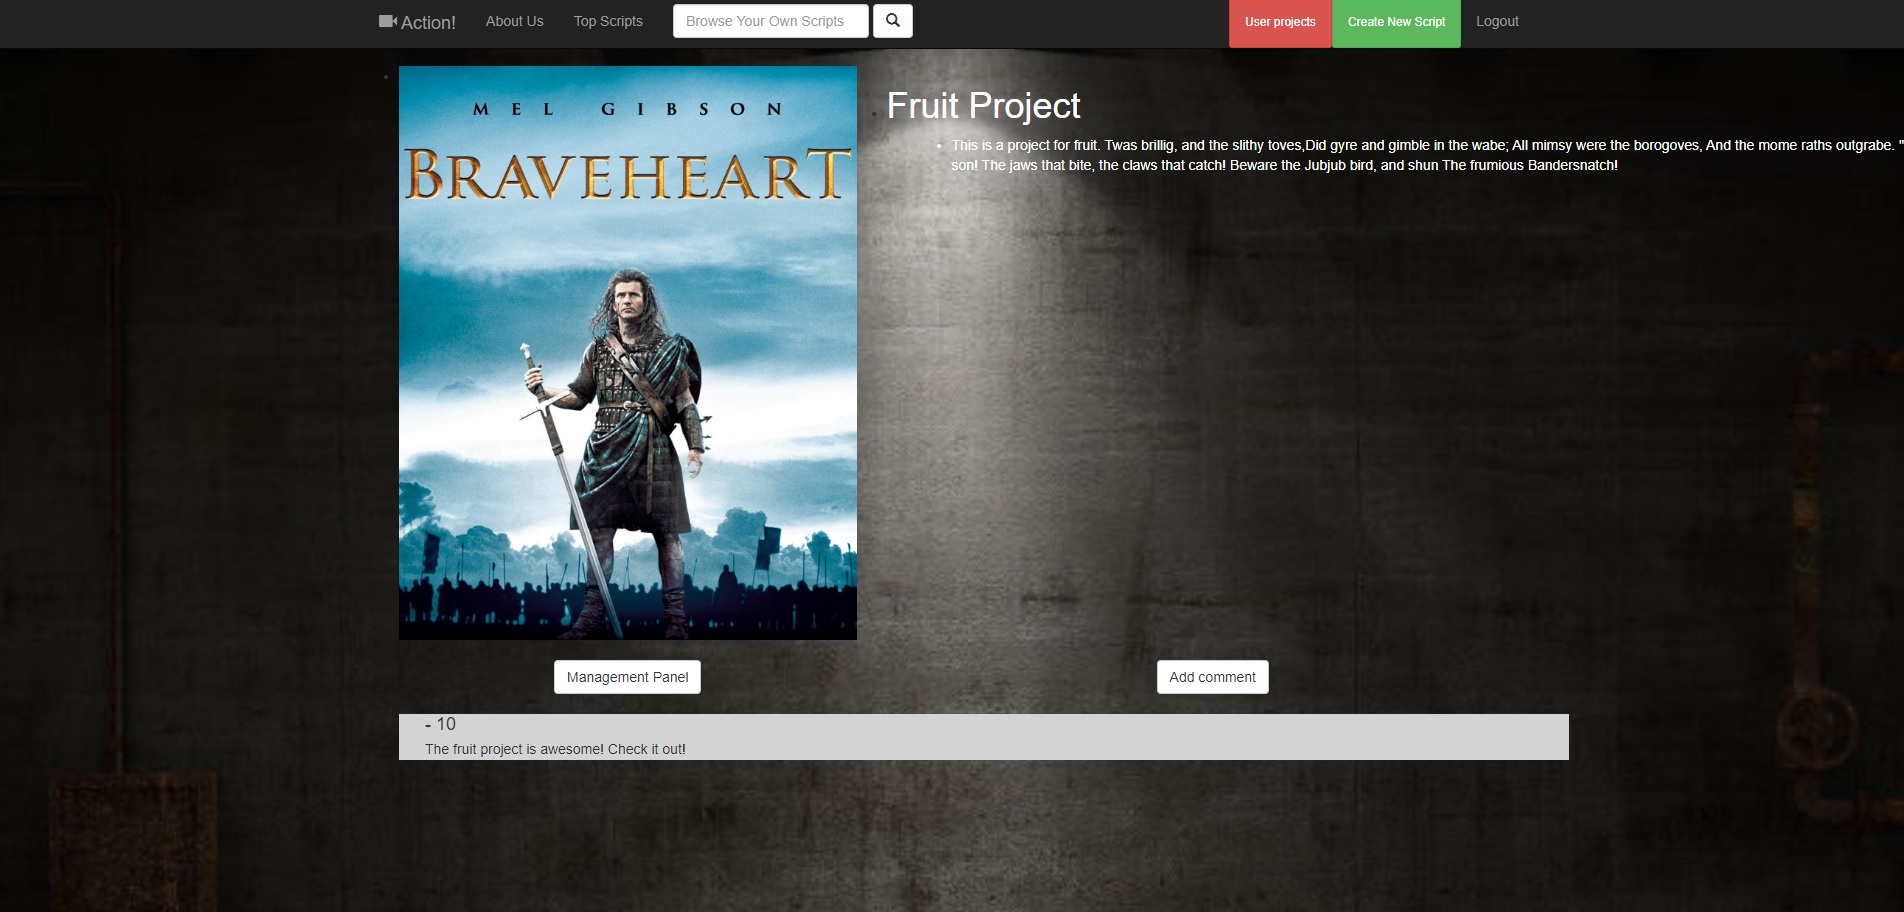 Action!
About Us
Top Scripts
Browse Your Own Scripts
User projects
Create New Script
Logout
MEL GIBSON
BRAVEHEART
Fruit Project
This is a project for fruit. Twas brillig, and the slithy toves,Did gyre and gimble in the wabe; All mimsy were the borogoves, And the mome raths outgrabe. "
son! The jaws that bite, the claws that catch! Beware the Jubjub bird, and shun The frumious Bandersnatch!
Management Panel
Add comment
- 10
The fruit project is awesome! Check it out!